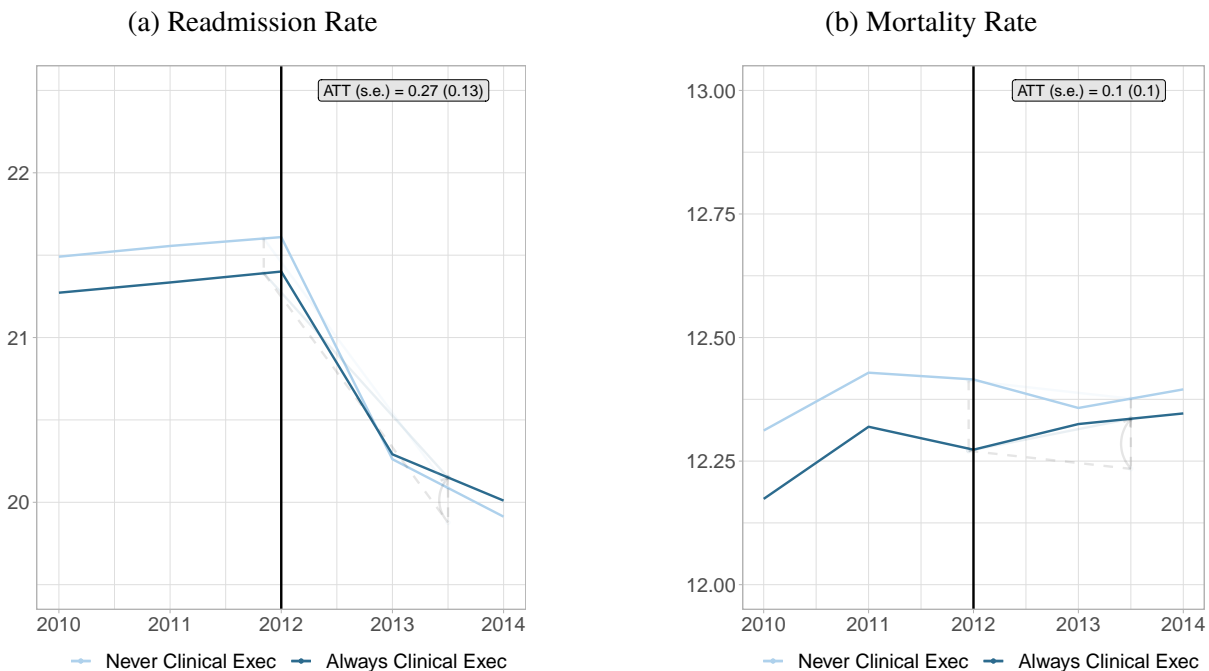 (a) Readmission Rate
(b) Mortality Rate
ATT (s.e.) = 0.27 (0.13)
22
21
20
2010 2011 2012 2013 2014
Never Clinical Exec Always Clinical Exec
ATT (s.e.) = 0.1 (0.1)
13.00
12.75
12.50
12.25
12.00
2010 2011 2012 2013 2014
Never Clinical Exec Always Clinical Exec